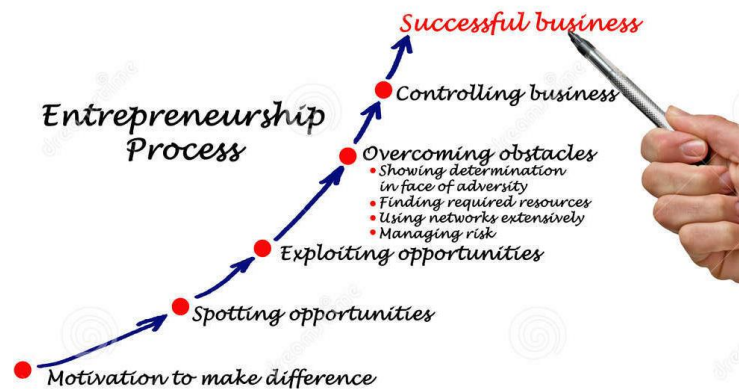 Successful business
Controlling business
Entrepreneurship
Process
Overcoming obstacles
• Showing determination
in face of adversity
• Finding required resources
• Using networks extensively
• Managing risk
Exploiting opportunities
Spotting opportunities
Motivation to make difference